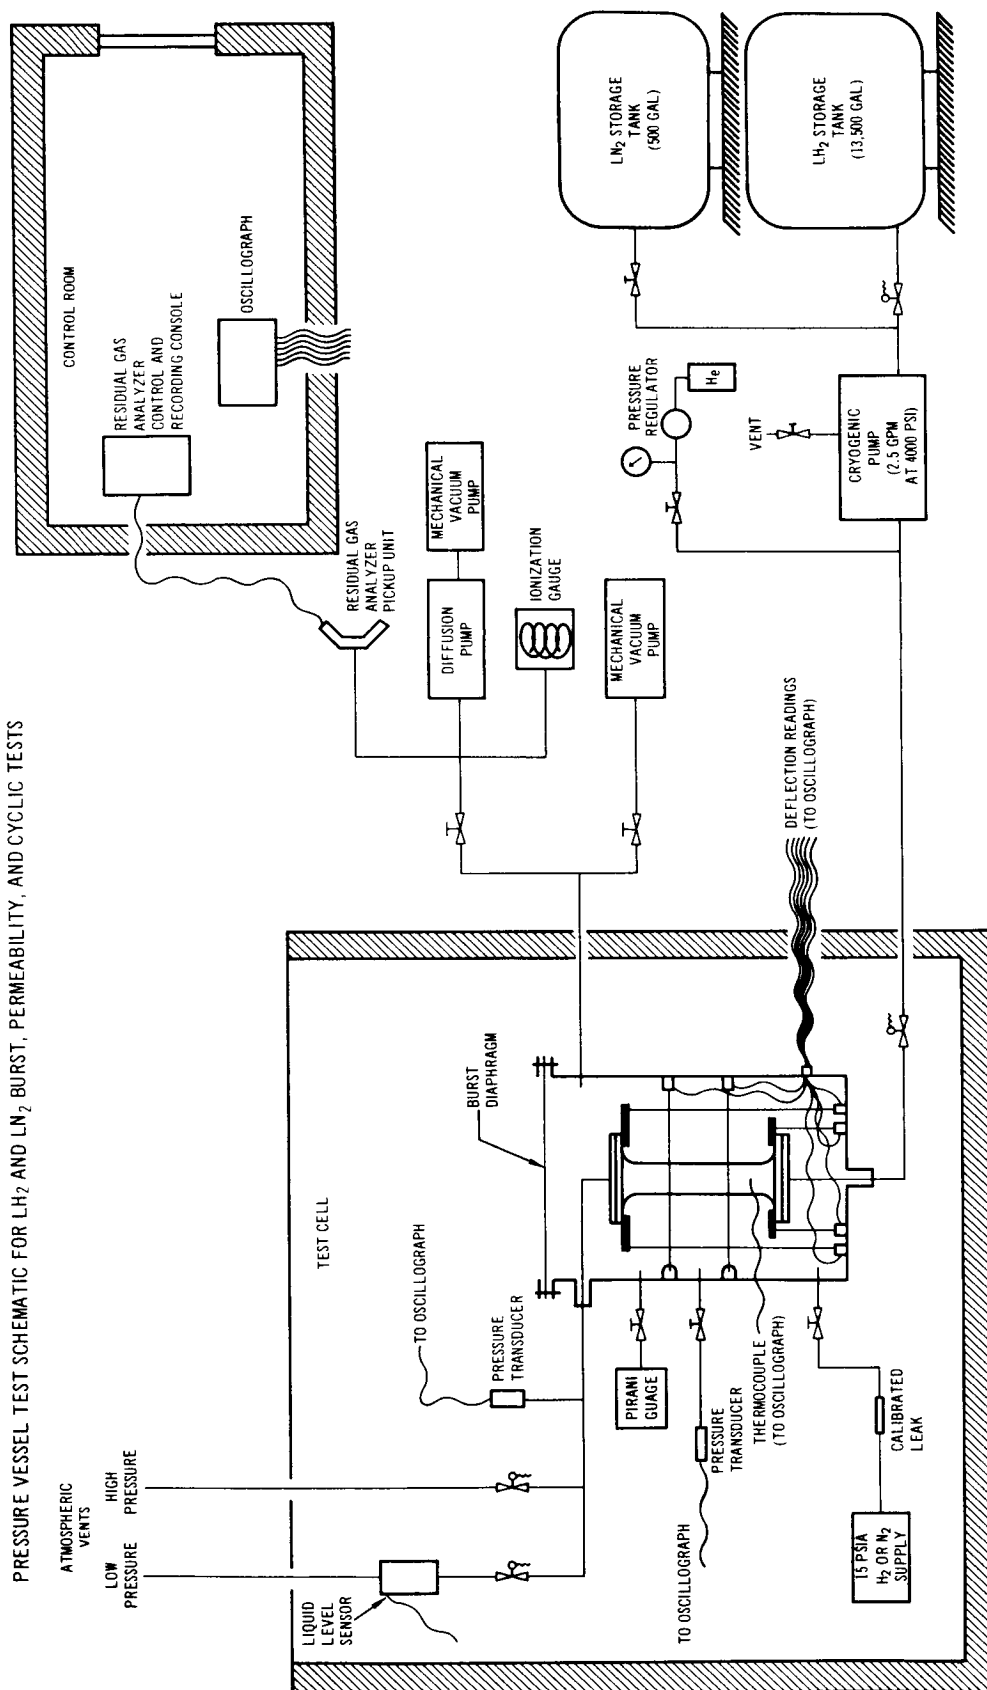 PRESSURE VESSEL TEST SCHEMATIC FOR LH2 AND LN2 BURST, PERMEABILITY, AND CYCLIC TESTS
ATMOSPHERIC
VENTS
LOW
PRESSURE
HIGH
PRESSURE
LIQUID
LEVEL
SENSOR
TEST CELL
TO OSCILLOGRAPH
PRESSURE
TRANSDUCER
BURST
DIAPHRAGM
PIRANI
GUAGE
TO OSCILLOGRAPH
PRESSURE
TRANSDUCER
THERMOCOUPLE
(TO OSCILLOGRAPH)
15 PSIA
H2 OR N2
SUPPLY
CALIBRATED
LEAK
DEFLECTION READINGS
(TO OSCILLOGRAPH)
CONTROL ROOM
RESIDUAL GAS
ANALYZER
CONTROL AND
RECORDING CONSOLE
OSCILLOGRAPH
RESIDUAL GAS
ANALYZER
PICKUP UNIT
DIFFUSION
PUMP
MECHANICAL
VACUUM
PUMP
IONIZATION
GAUGE
MECHANICAL
VACUUM
PUMP
PRESSURE
REGULATOR
He
VENT
CRYOGENIC
PUMP
(2.5 GPM
AT 4000 PSI)
LN2 STORAGE
TANK
(500 GAL)
LH2 STORAGE
TANK
(13,500 GAL)